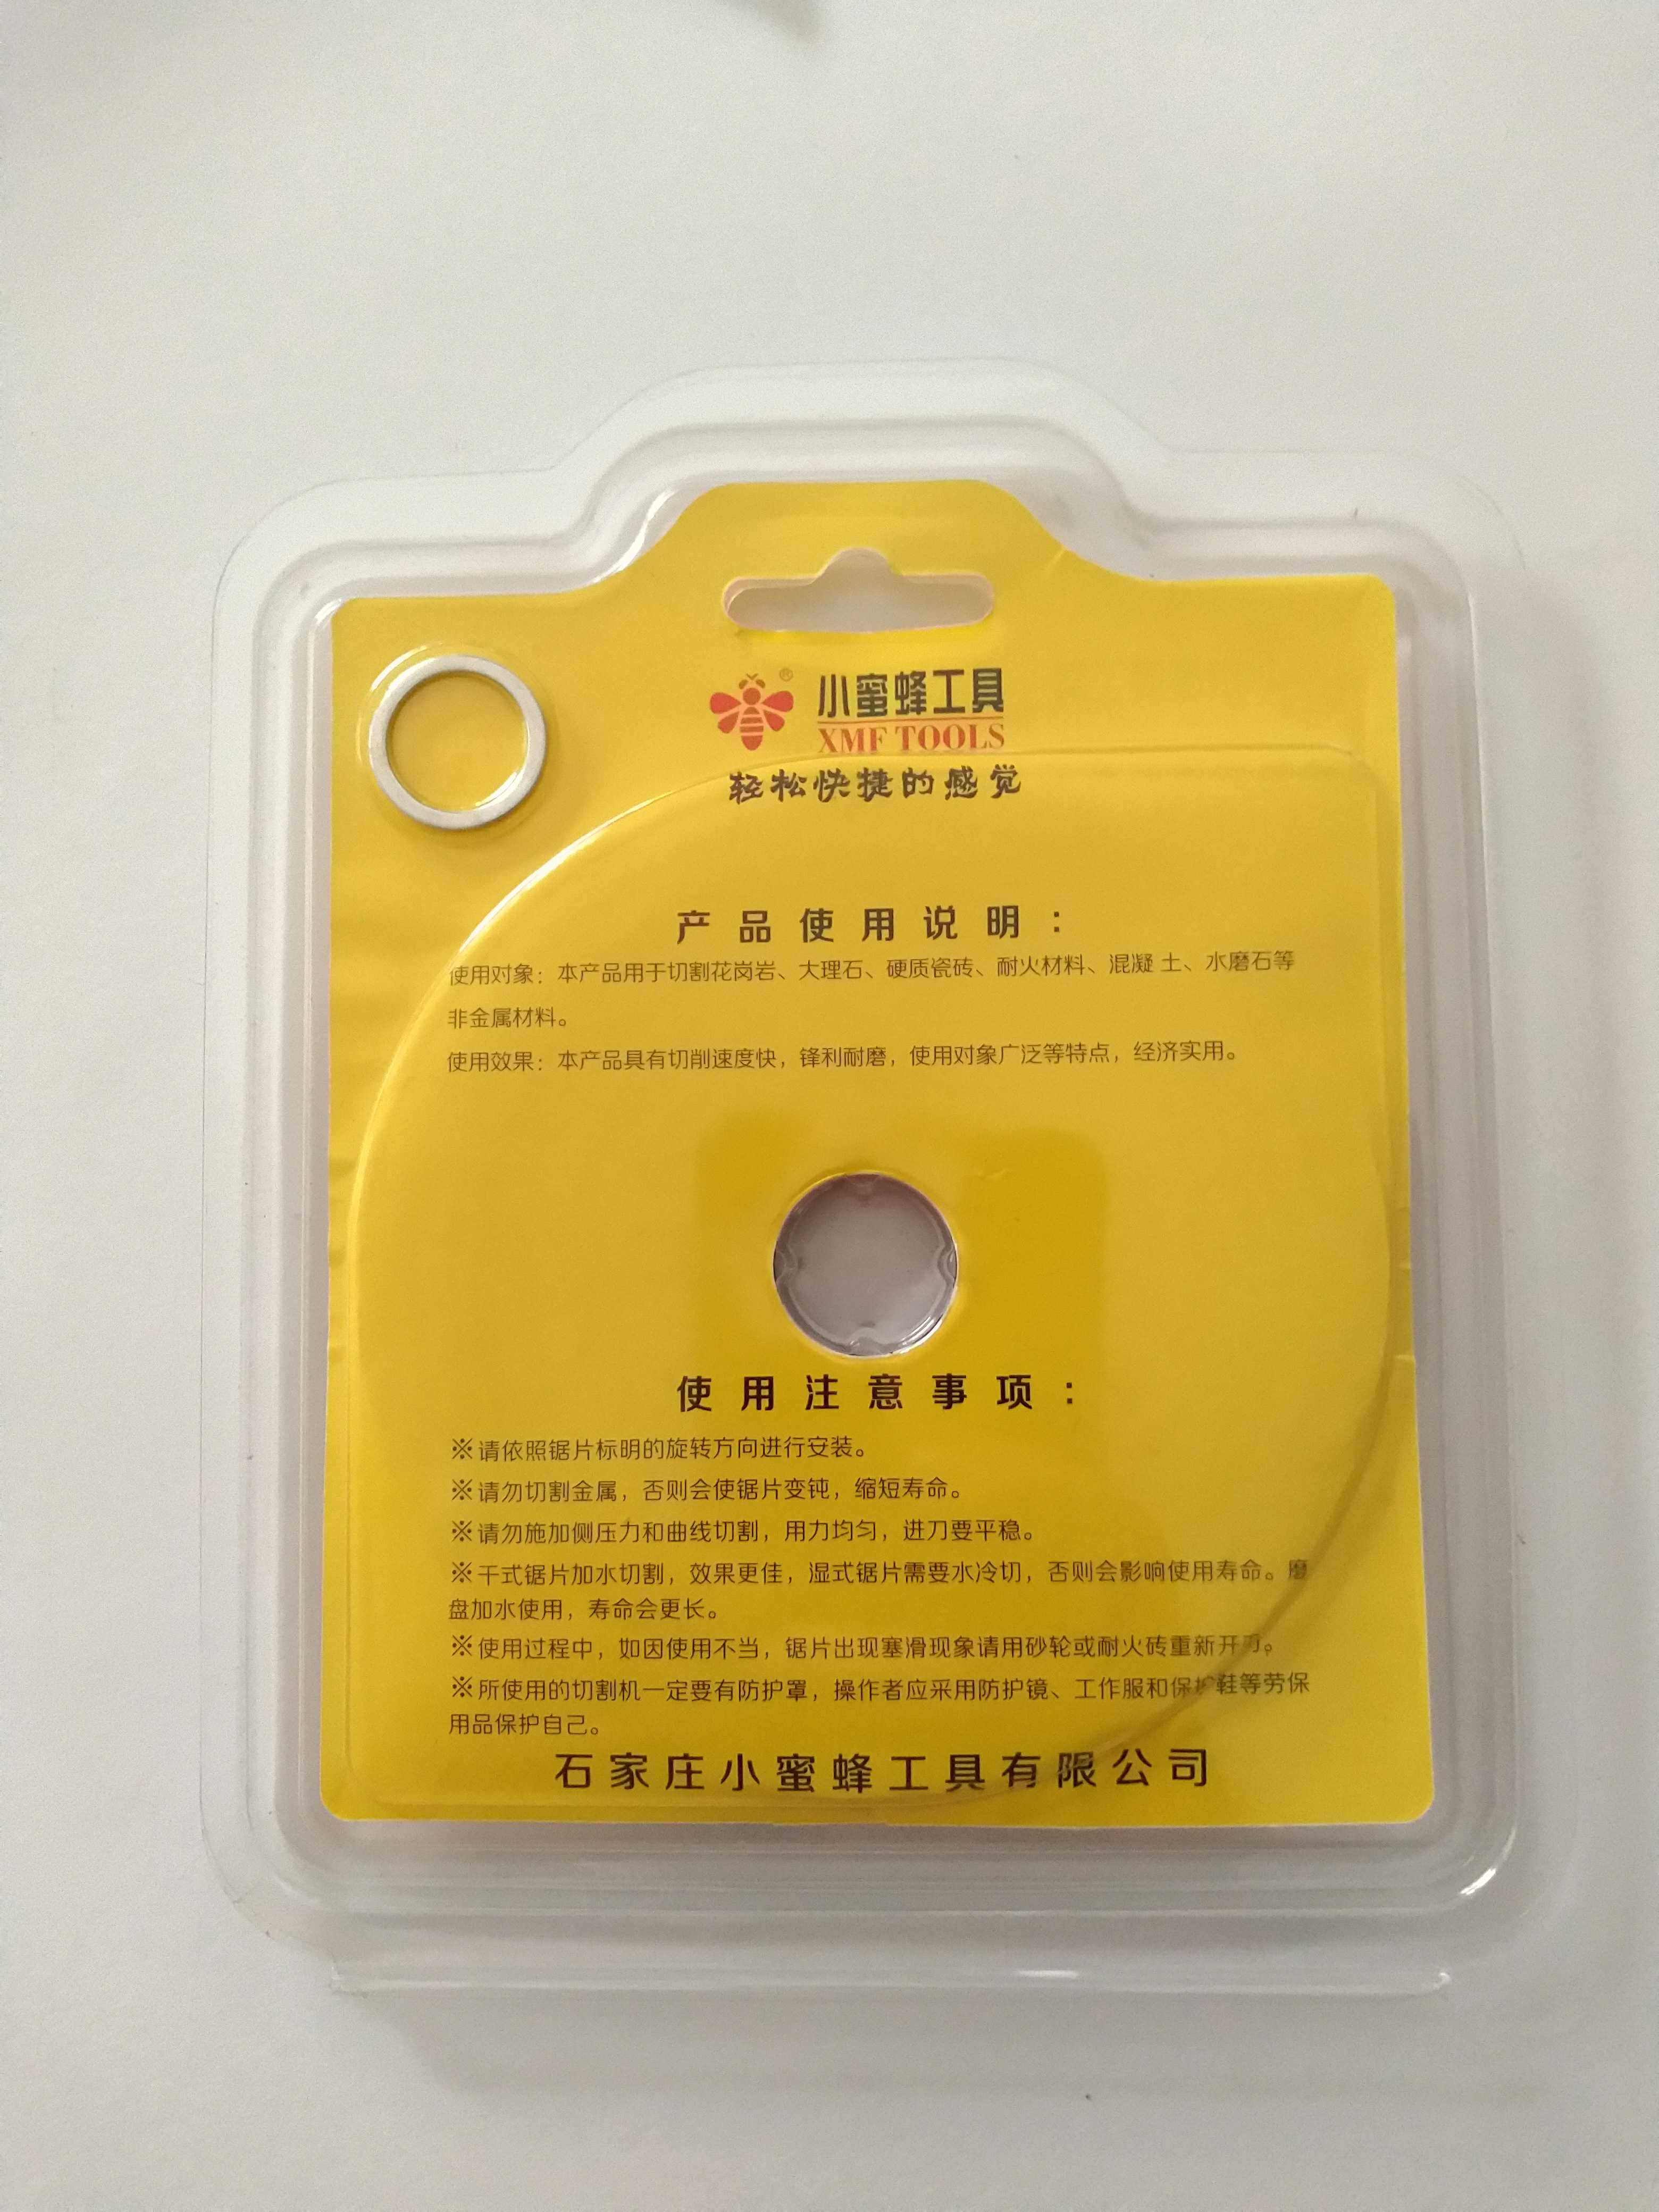 ®
小蜜蜂工具
XMF TOOLS
轻松快捷的感觉
产品使用说明：
使用对象：本产品用于切割花岗岩、大理石、硬质瓷砖、耐火材料、混凝 土、水磨石等
非金属材料。
使用效果：本产品具有切削速度快，锋利耐磨，使用对象广泛等特点，经济实用。
使用注意事项：
※请依照锯片标明的旋转方向进行安装。
※请勿切割金属，否则会使锯片变钝，缩短寿命。
※请勿施加侧压力和曲线切割，用力均匀，进刀要平稳。
※干式锯片加水切割，效果更佳，湿式锯片需要水冷切，否则会影响使用寿命。磨
盘加水使用，寿命会更长。
※使用过程中，如因使用不当，锯片出现塞滑现象请用砂轮或耐火砖重新开刃。
※所使用的切割机一定要有防护罩，操作者应采用防护镜、工作服和保护鞋等劳保
用品保护自己。
石家庄小蜜蜂工具有限公司